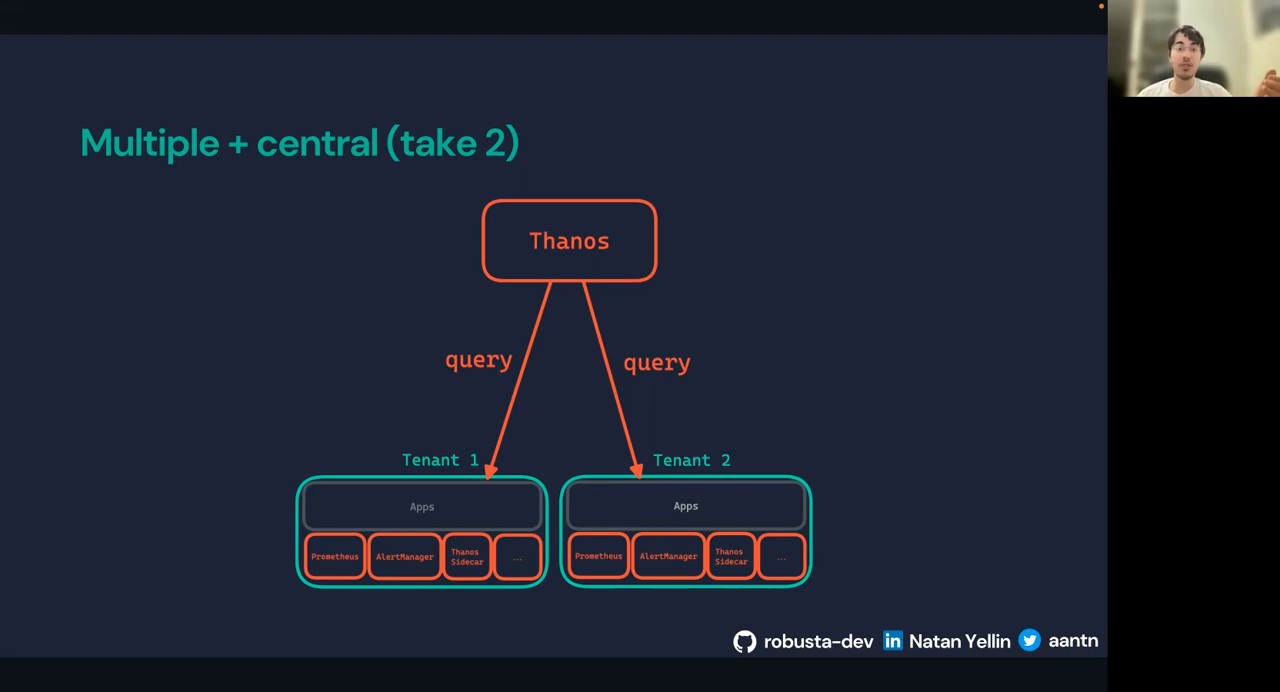 Multiple + central (take 2)
Thanos
query
query
Tenant 1
Tenant 2
Apps
Apps
Prometheus
AlertManager
Thanos
Sidecar
...
Prometheus
AlertManager
Thanos
Sidecar
...
robusta-dev
in
Natan Yellin
aantn